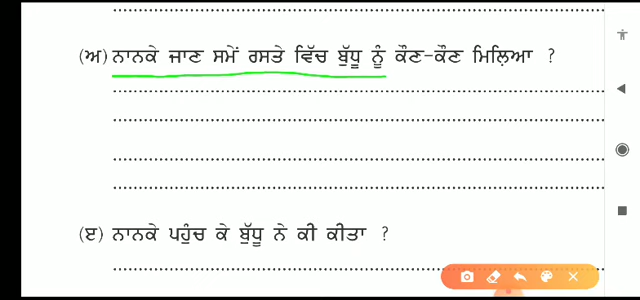 (ਅ) ਨਾਨਕੇ ਜਾਣ ਸਮੇਂ ਰਸਤੇ ਵਿੱਚ ਬੁੱਧੂ ਨੂੰ ਕੌਣ-ਕੌਣ ਮਿਲ਼ਿਆ ?
(ੲ) ਨਾਨਕੇ ਪਹੁੰਚ ਕੇ ਬੁੱਧੂ ਨੇ ਕੀ ਕੀਤਾ ?